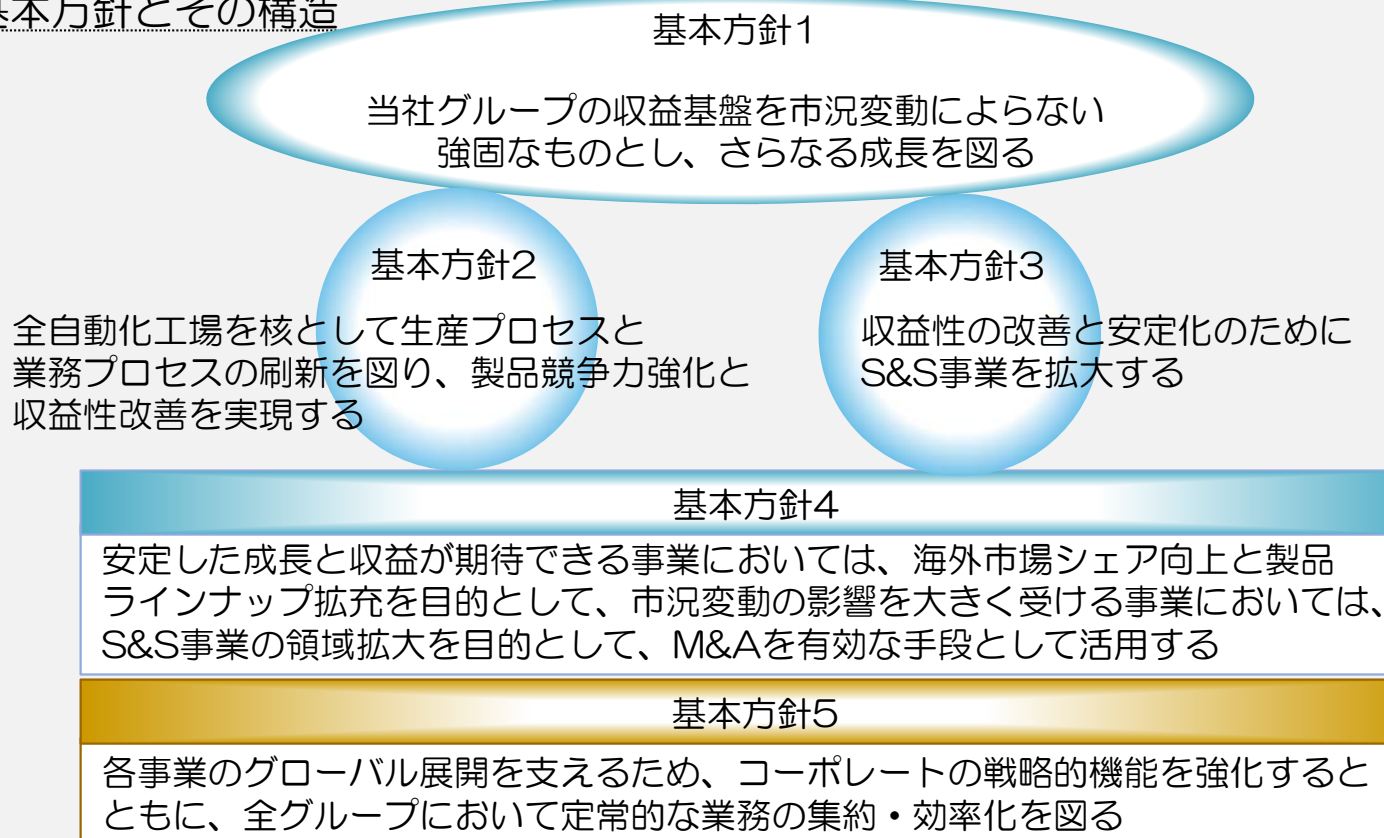 基本方針とその構造
基本方針1
当社グループの収益基盤を市況変動によらない
強固なものとし、さらなる成長を図る
基本方針2
全自動化工場を核として生産プロセスと
業務プロセスの刷新を図り、製品競争力強化と
収益性改善を実現する
基本方針3
収益性の改善と安定化のために
S&S事業を拡大する
基本方針4
安定した成長と収益が期待できる事業においては、海外市場シェア向上と製品
ラインナップ拡充を目的として、市況変動の影響を大きく受ける事業においては、
S&S事業の領域拡大を目的として、M&Aを有効な手段として活用する
基本方針5
各事業のグローバル展開を支えるため、コーポレートの戦略的機能を強化すると
ともに、全グループにおいて定常的な業務の集約・効率化を図る